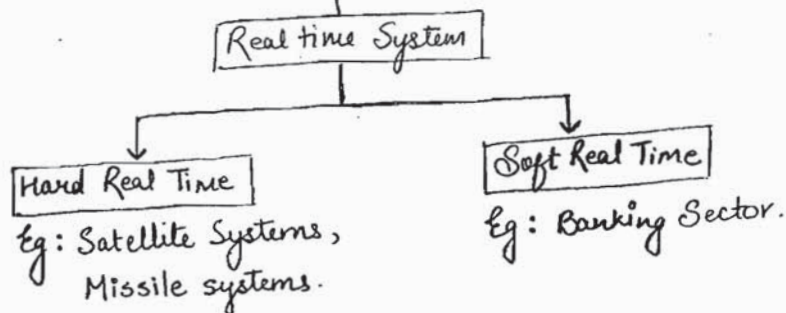 Real time System
Hard Real Time
Soft Real Time
Eg: Satellite Systems,
Missile systems.
Eg: Banking Sector.